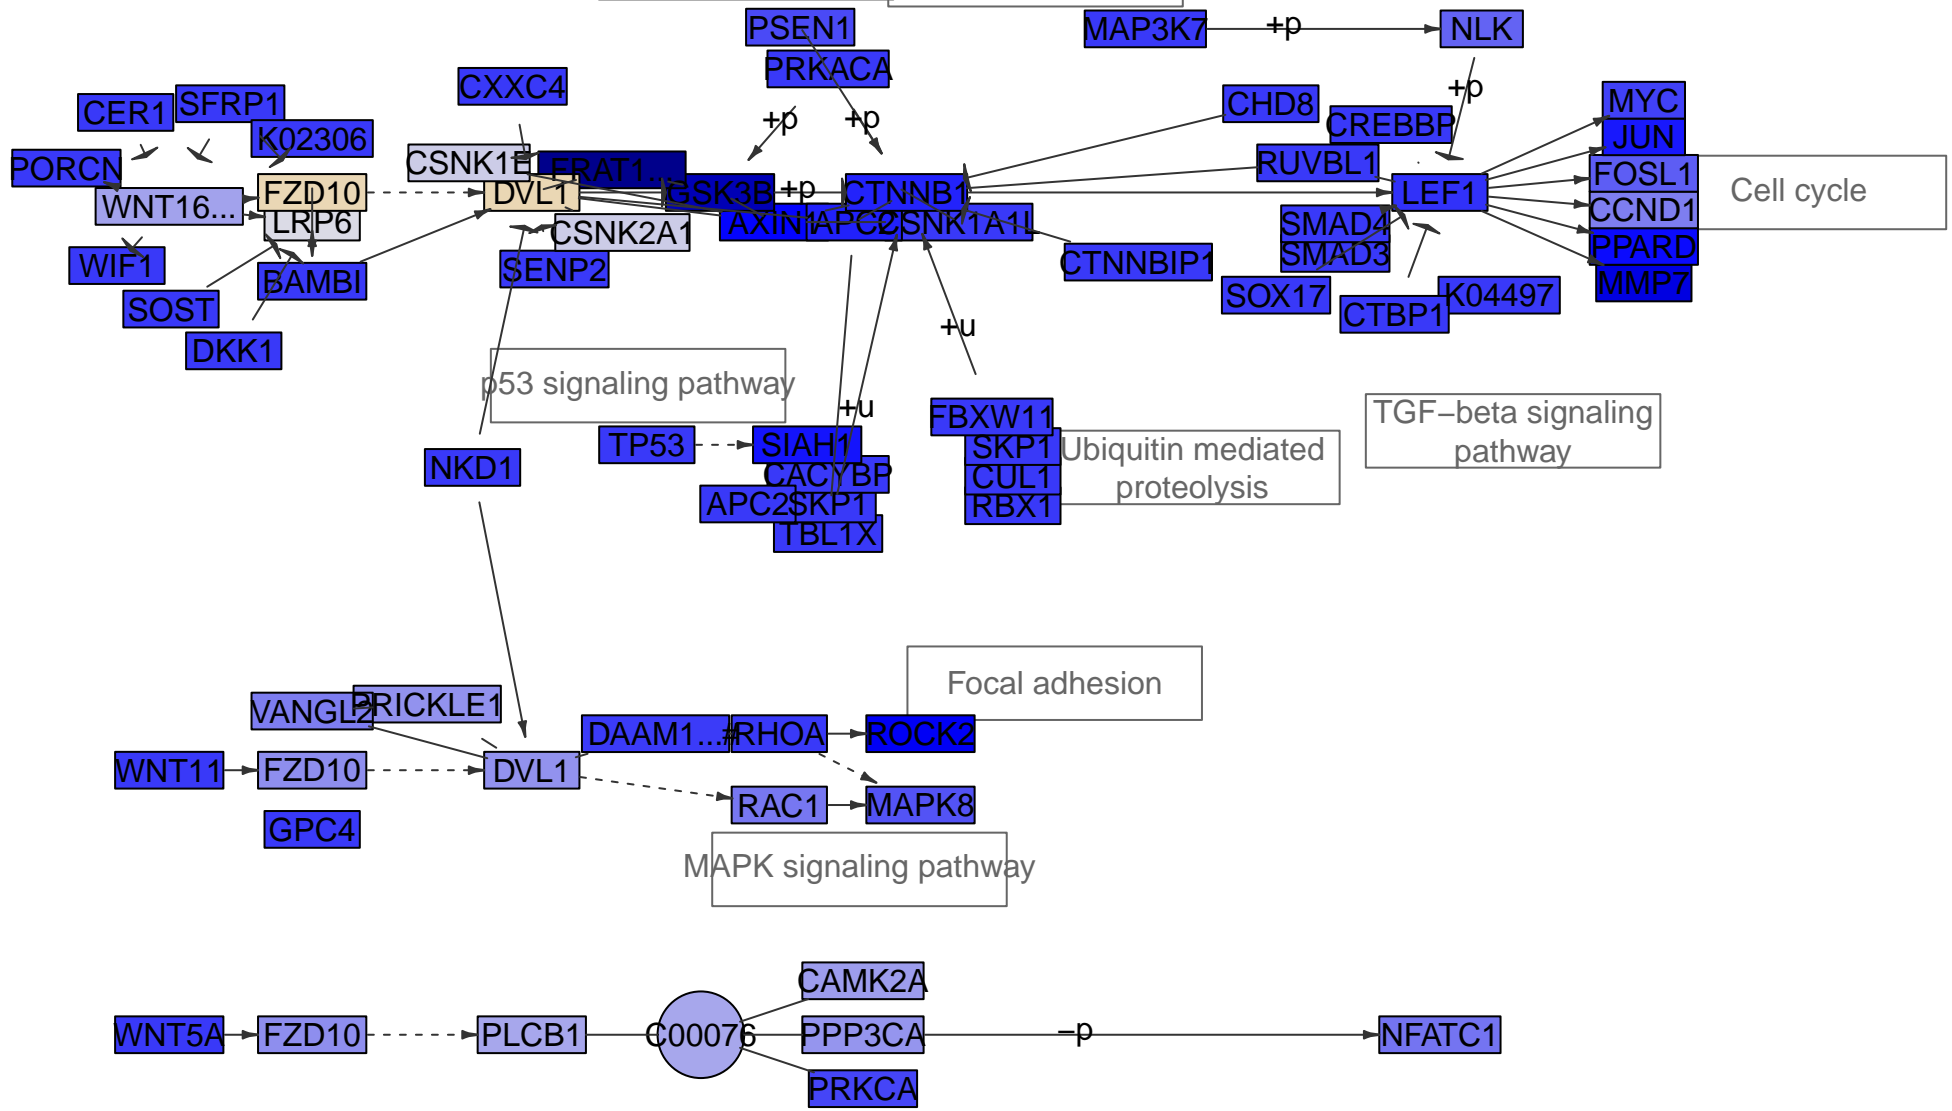 PSEN1
MAP3K7
+p
NLK
PRKACA
CXXC4
+p
CER1
SFRP1
CHD8
MYC
+p
+p
CREBBP
K02306
JUN
PORCN
CSNK1E
FRAT1...
RUVBL1
FOSL1
Cell cycle
WNT16...
FZD10
DVL1
GSK3B
+p
CTNNB1
LEF1
CCND1
LRP6
CSNK2A1
AXIN1
APC2
CSNK1A1L
SMAD4
PPARD
WIF1
BAMBI
SENP2
CTNNBIP1
SMAD3
MMP7
SOST
SOX17
K04497
CTBP1
DKK1
+u
p53 signaling pathway
+u
FBXW11
TGF−beta signaling
pathway
TP53
SIAH1
SKP1
Ubiquitin mediated
proteolysis
NKD1
CACYBP
CUL1
APC2
SKP1
RBX1
TBL1X
Focal adhesion
VANGL2
PRICKLE1
DAAM1...#
RHOA
ROCK2
WNT11
FZD10
DVL1
RAC1
MAPK8
GPC4
MAPK signaling pathway
CAMK2A
WNT5A
FZD10
PLCB1
C00076
PPP3CA
−p
NFATC1
PRKCA